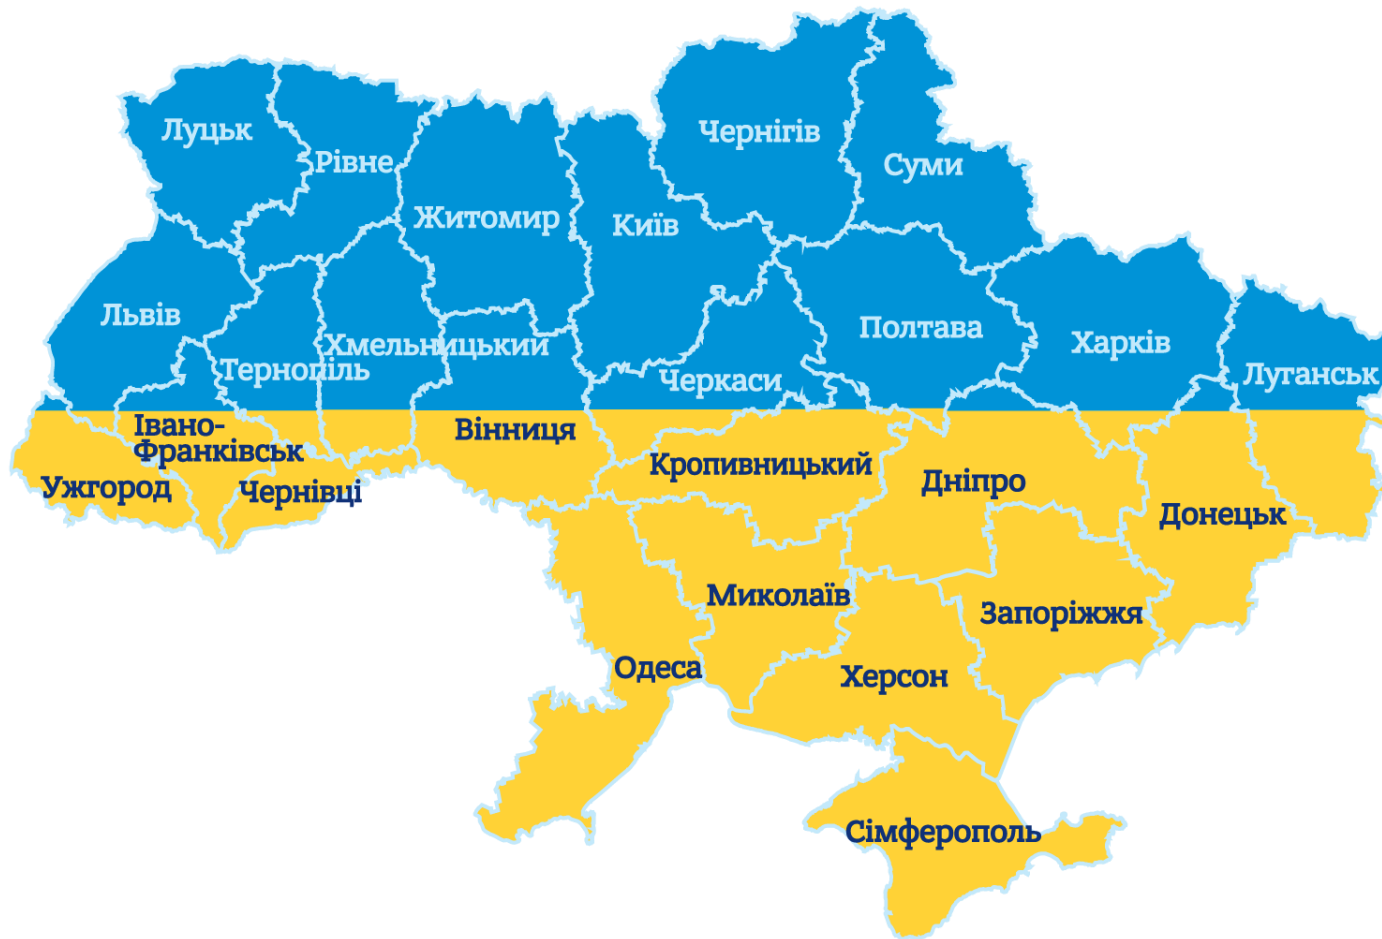 Луцьк
Рівне
Житомир
Київ
Чернігів
Суми
Львів
Тернопіль
Хмельницький
Черкаси
Полтава
Харків
Луганськ
Івано-
Франківськ
Ужгород
Чернівці
Вінниця
Кропивницький
Дніпро
Донецьк
Миколаїв
Запоріжжя
Одеса
Херсон
Сімферополь